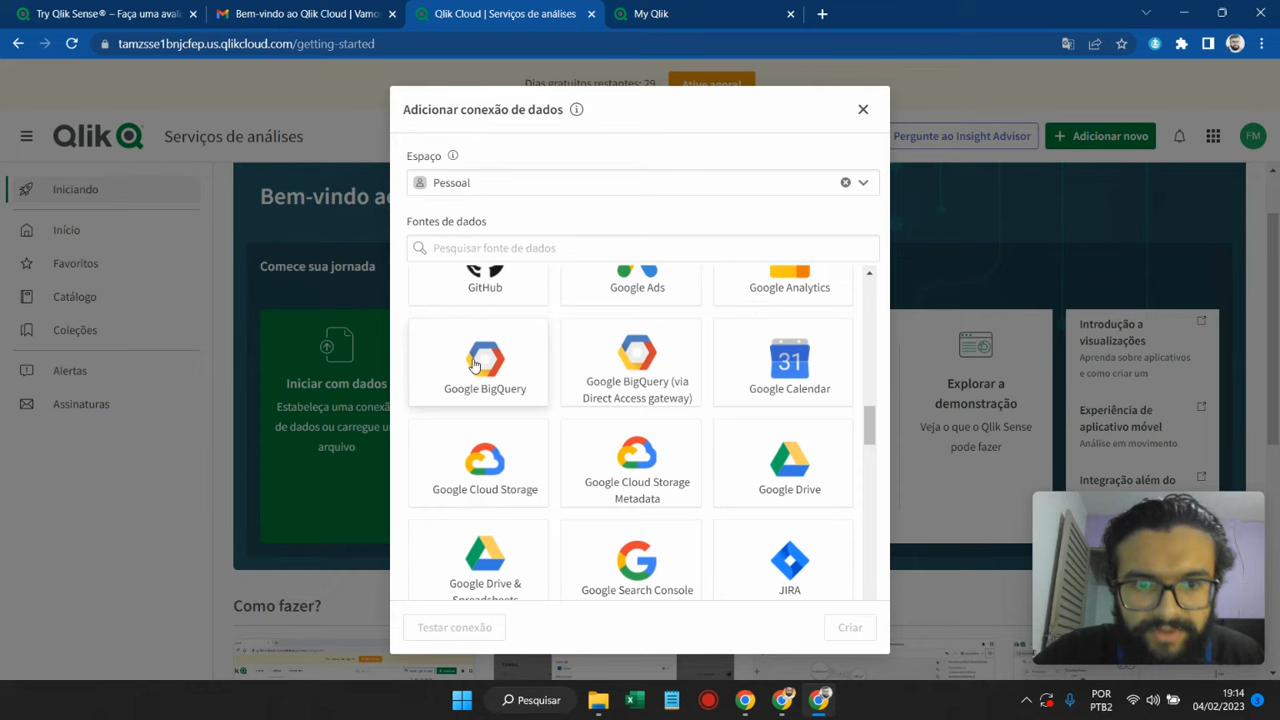 Try Qlik Sense® – Faça uma avali
Bem-vindo ao Qlik Cloud | Vamo
Qlik Cloud | Serviços de análises
My Qlik
tamzsse1bnjcfep.us.qlikcloud.com/getting-started
Dias gratuitos restantes: 29
Ative agora!
Qlik
Serviços de análises
Pergunte ao Insight Advisor
Adicionar novo
FM
Iniciando
Início
Favoritos
Catálogo
Coleções
Alertas
Assinaturas
Bem-vindo ao
Comece sua jornada
Iniciar com dados
Estabeleça uma conexã
de dados ou carregue u
arquivo
Adicionar conexão de dados
Espaço
Pessoal
Fontes de dados
Pesquisar fonte de dados
GitHub
Google Ads
Google Analytics
Google BigQuery
Google BigQuery (via
Direct Access gateway)
31
Google Calendar
Google Cloud Storage
Google Cloud Storage
Metadata
Google Drive
Google Drive &
Spreadsheets
Google Search Console
JIRA
Testar conexão
Criar
Explorar a
demonstração
Veja o que o Qlik Sense
pode fazer
Introdução a
visualizações
Aprenda sobre aplicativos
e como criar um
Experiência de
aplicativo móvel
Análise em movimento
Integração além do
Como fazer?
Pesquisar
POR
PTB2
19:14
04/02/2023